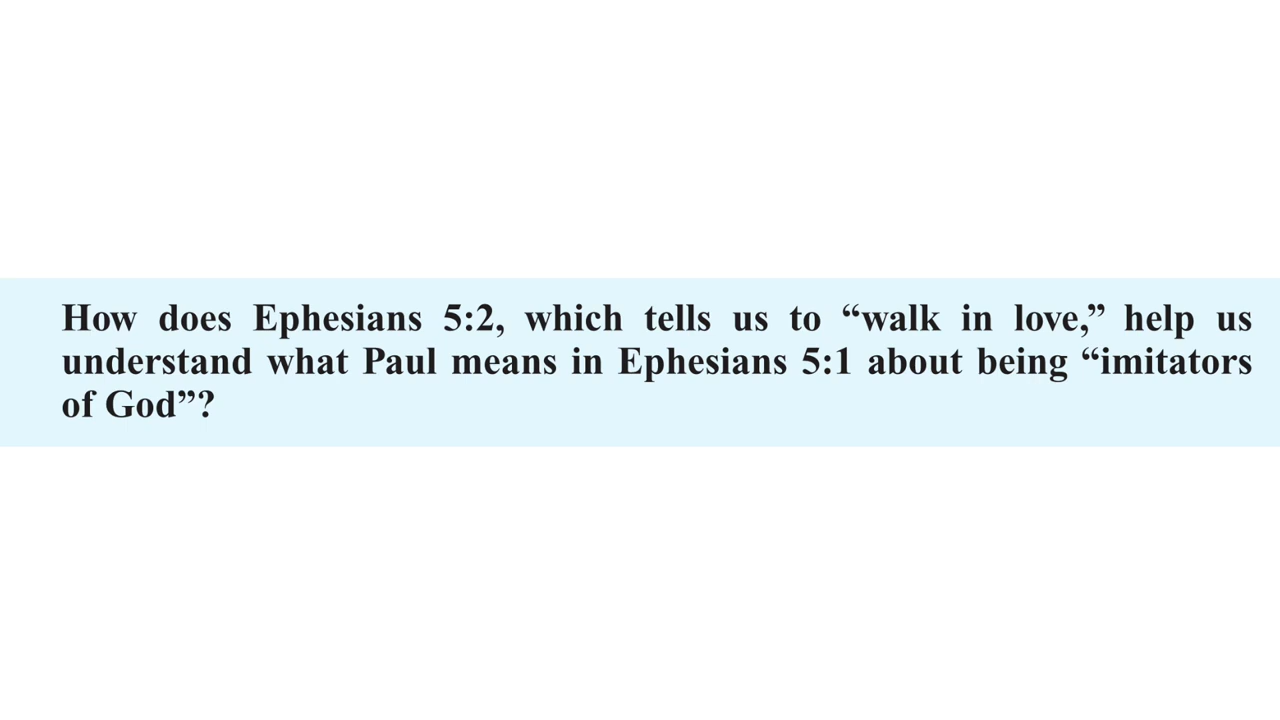 How does Ephesians 5:2, which tells us to “walk in love,” help us
understand what Paul means in Ephesians 5:1 about being “imitators
of God”?